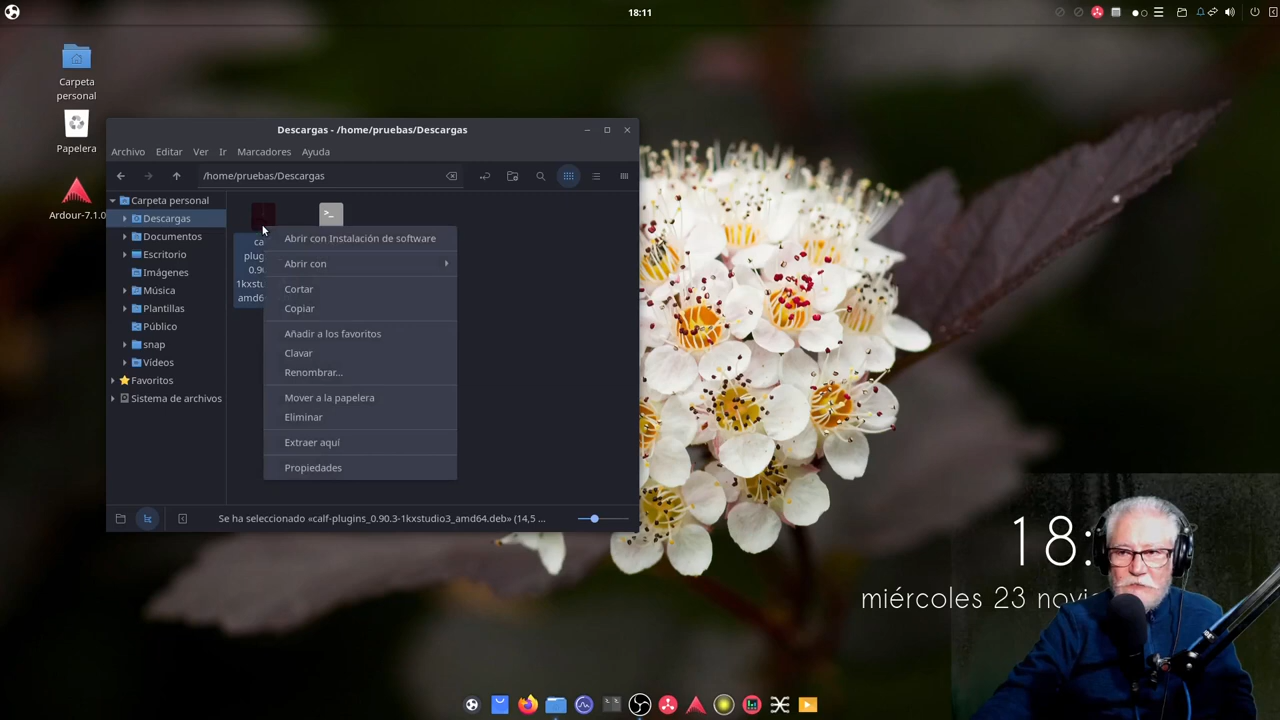 18:11
Carpeta
personal
Papelera
Ardour-7.1.0
Descargas - /home/pruebas/Descargas
Archivo Editar Ver Ir Marcadores Ayuda
/home/pruebas/Descargas
Carpeta personal
Descargas
Documentos
Escritorio
Imágenes
Música
Plantillas
Público
snap
Vídeos
Favoritos
Sistema de archivos
>_
Abrir con Instalación de software
Abrir con
Cortar
Copiar
Añadir a los favoritos
Clavar
Renombrar...
Mover a la papelera
Eliminar
Extraer aquí
Propiedades
Se ha seleccionado «calf-plugins_0.90.3-1kxstudio3_amd64.deb» (14,5 ...
18:
miércoles 23 novi